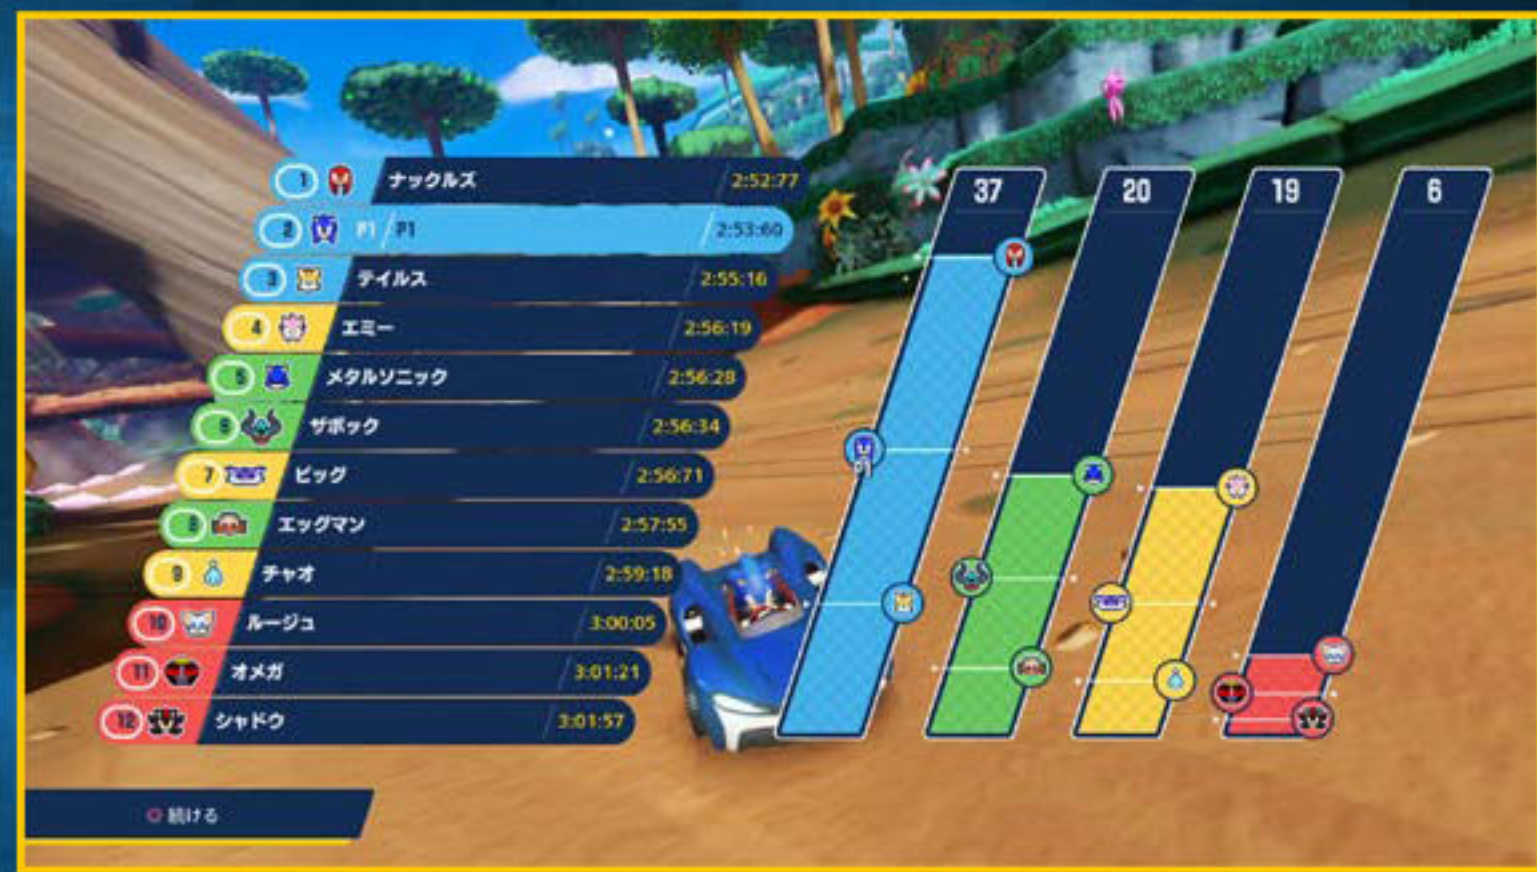 1 ナックルズ 2:52:77
2 P1 P1 2:53:60
3 テイルス 2:55:16
4 エミー 2:56:19
5 メタルソニック 2:56:28
6 ザボック 2:56:34
7 ビッグ 2:56:71
8 エッグマン 2:57:55
9 チャオ 2:59:18
10 ルージュ 3:00:05
11 オメガ 3:01:21
12 シャドウ 3:01:57
37 20 19 6
P1
続ける